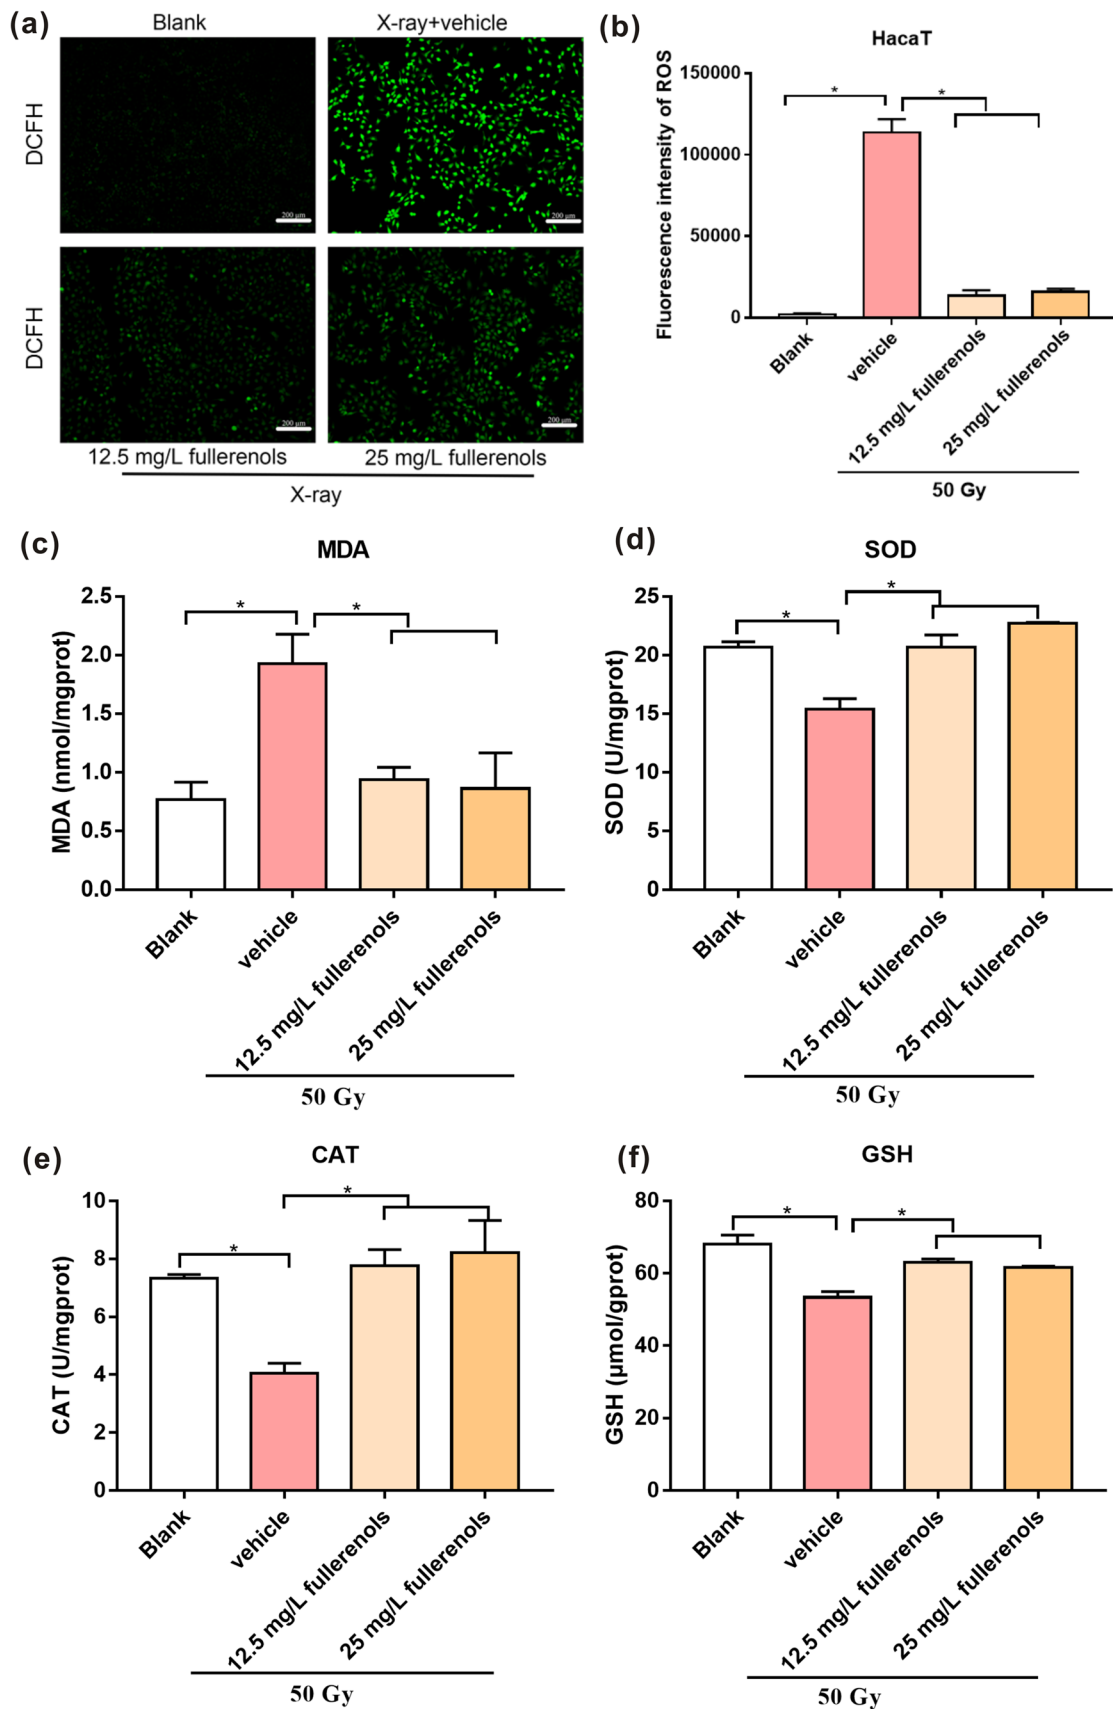 (a)
Blank
X-ray+vehicle
DCFH
200 μm
200 μm
DCFH
200 μm
200 μm
12.5 mg/L fullerenols
25 mg/L fullerenols
X-ray
(b)
HacaT
Fluorescence intensity of ROS
150000
100000
50000
0
*
*
Blank
vehicle
12.5 mg/L fullerenols
25 mg/L fullerenols
50 Gy
(c)
MDA
MDA (nmol/mgprot)
2.5
2.0
1.5
1.0
0.5
0.0
*
*
Blank
vehicle
12.5 mg/L fullerenols
25 mg/L fullerenols
50 Gy
(d)
SOD
SOD (U/mgprot)
25
20
15
10
5
0
*
*
Blank
vehicle
12.5 mg/L fullerenols
25 mg/L fullerenols
50 Gy
(e)
CAT
CAT (U/mgprot)
10
8
6
4
2
0
*
*
Blank
vehicle
12.5 mg/L fullerenols
25 mg/L fullerenols
50 Gy
(f)
GSH
GSH (μmol/gprot)
80
60
40
20
0
*
*
Blank
vehicle
12.5 mg/L fullerenols
25 mg/L fullerenols
50 Gy